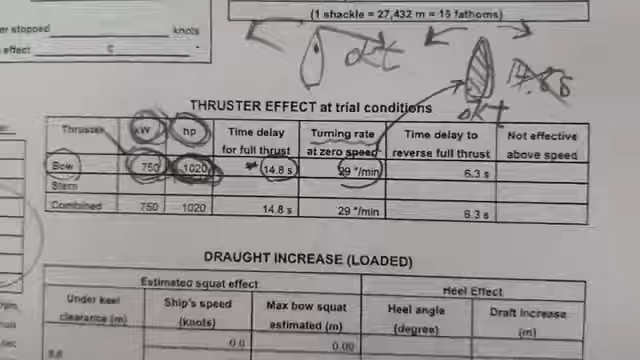 (1 shackle = 27,432 m = 15 fathoms)
er stopped knots
effect 0
0kt
0kt
THRUSTER EFFECT at trial conditions
Thruster kW hp Time delay for full thrust Turning rate at zero speed Time delay to reverse full thrust Not effective above speed
Bow 750 1020 14.8 s 29 °/min 6.3 s
Stern
Combined 750 1020 14.8 s 29 °/min 6.3 s
DRAUGHT INCREASE (LOADED)
Estimated squat effect Heel Effect
Under keel clearance (m) Ship's speed (knots) Max bow squat estimated (m) Heel angle (degree) Draft Increase (m)
0.0 0.00